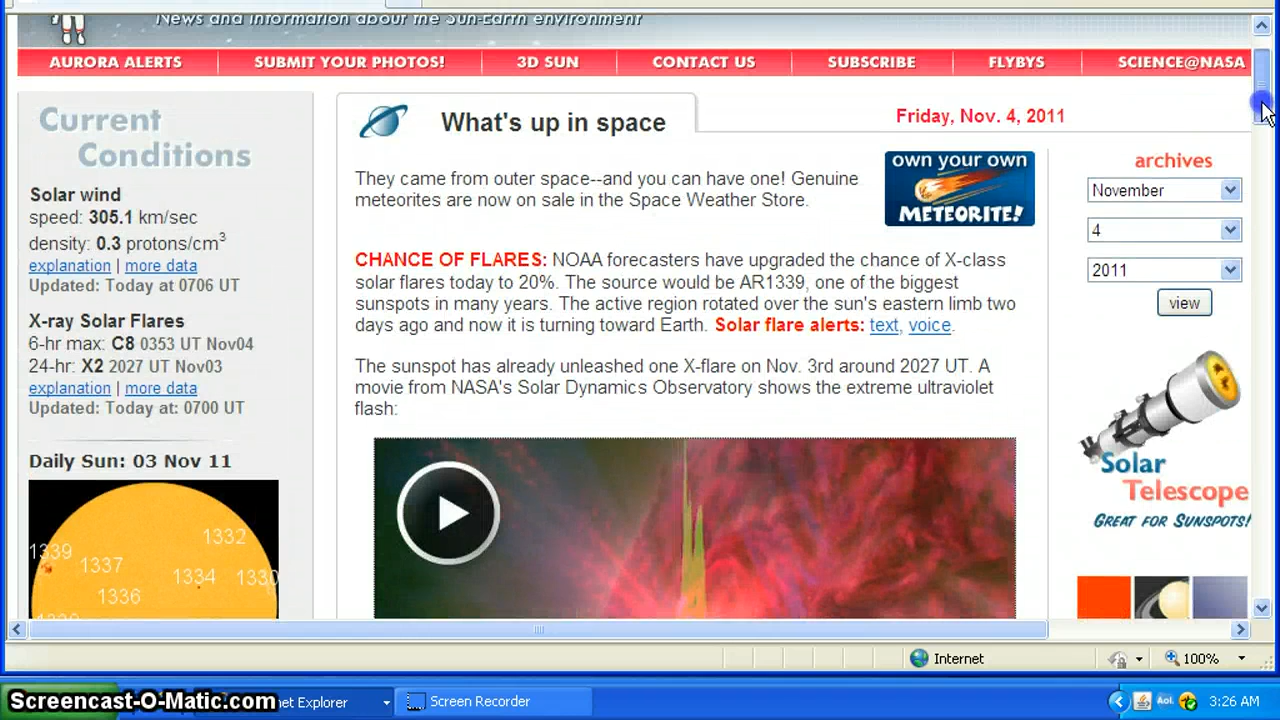 News and information about the Sun-Earth environment
AURORA ALERTS
SUBMIT YOUR PHOTOS!
3D SUN
CONTACT US
SUBSCRIBE
FLYBYS
SCIENCE@NASA
Current
Conditions
Solar wind
speed: 305.1 km/sec
density: 0.3 protons/cm3
explanation | more data
Updated: Today at 0706 UT
X-ray Solar Flares
6-hr max: C8 0353 UT Nov04
24-hr: X2 2027 UT Nov03
explanation | more data
Updated: Today at: 0700 UT
Daily Sun: 03 Nov 11
1332
1339
1337
1334
1330
1336
What's up in space
Friday, Nov. 4, 2011
They came from outer space--and you can have one! Genuine
meteorites are now on sale in the Space Weather Store.
own your own
METEORITE!
CHANCE OF FLARES: NOAA forecasters have upgraded the chance of X-class
solar flares today to 20%. The source would be AR1339, one of the biggest
sunspots in many years. The active region rotated over the sun's eastern limb two
days ago and now it is turning toward Earth. Solar flare alerts: text, voice.
The sunspot has already unleashed one X-flare on Nov. 3rd around 2027 UT. A
movie from NASA's Solar Dynamics Observatory shows the extreme ultraviolet
flash:
archives
November
4
2011
view
Solar
Telescope
GREAT FOR SUNSPOTS!
Internet
100%
Screencast-O-Matic.com
net Explorer
Screen Recorder
Aol.
3:26 AM